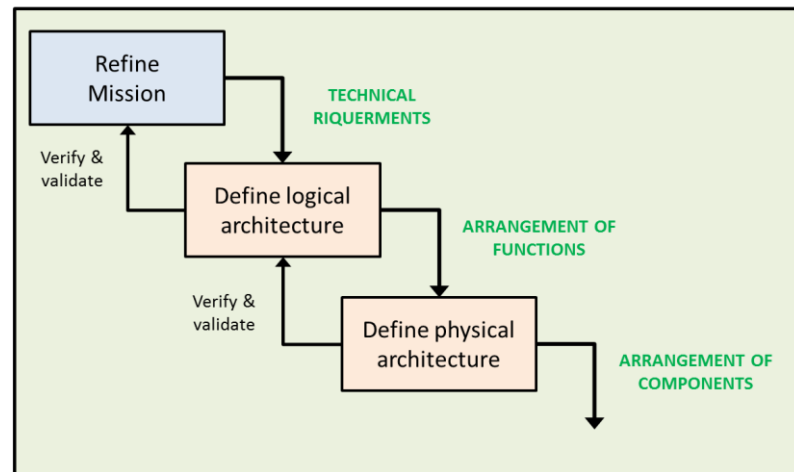 Refine
Mission
TECHNICAL
RIQUERMENTS
Verify &
validate
Define logical
architecture
ARRANGEMENT OF
FUNCTIONS
Verify &
validate
Define physical
architecture
ARRANGEMENT OF
COMPONENTS